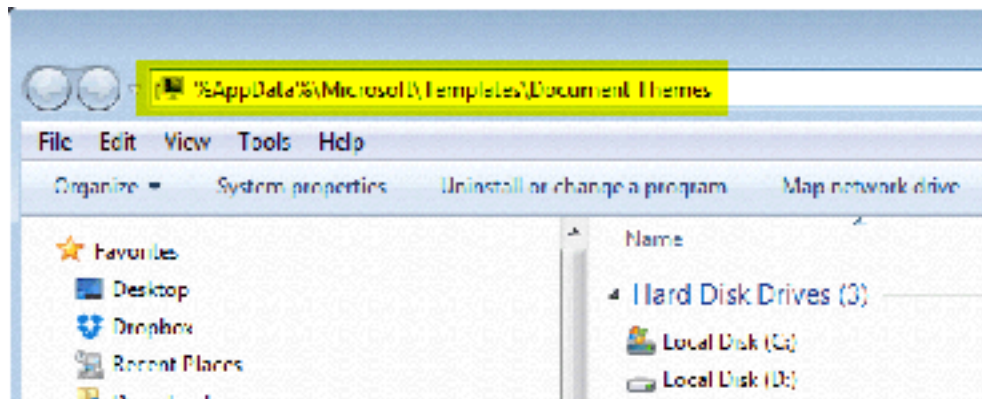 %AppData%\Microsoft\Templates\Document Themes
File Edit View Tools Help
Organize System properties Uninstall or change a program Map network drive
Favorites
Desktop
Dropbox
Recent Places
Name
Hard Disk Drives (3)
Local Disk (C:)
Local Disk (D:)